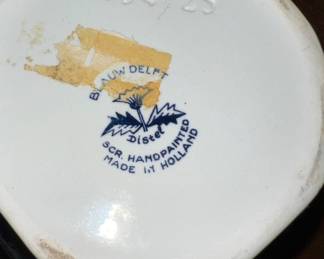 BLAUW DELFT
Distel
SCR. HANDPAINTED
MADE IN HOLLAND